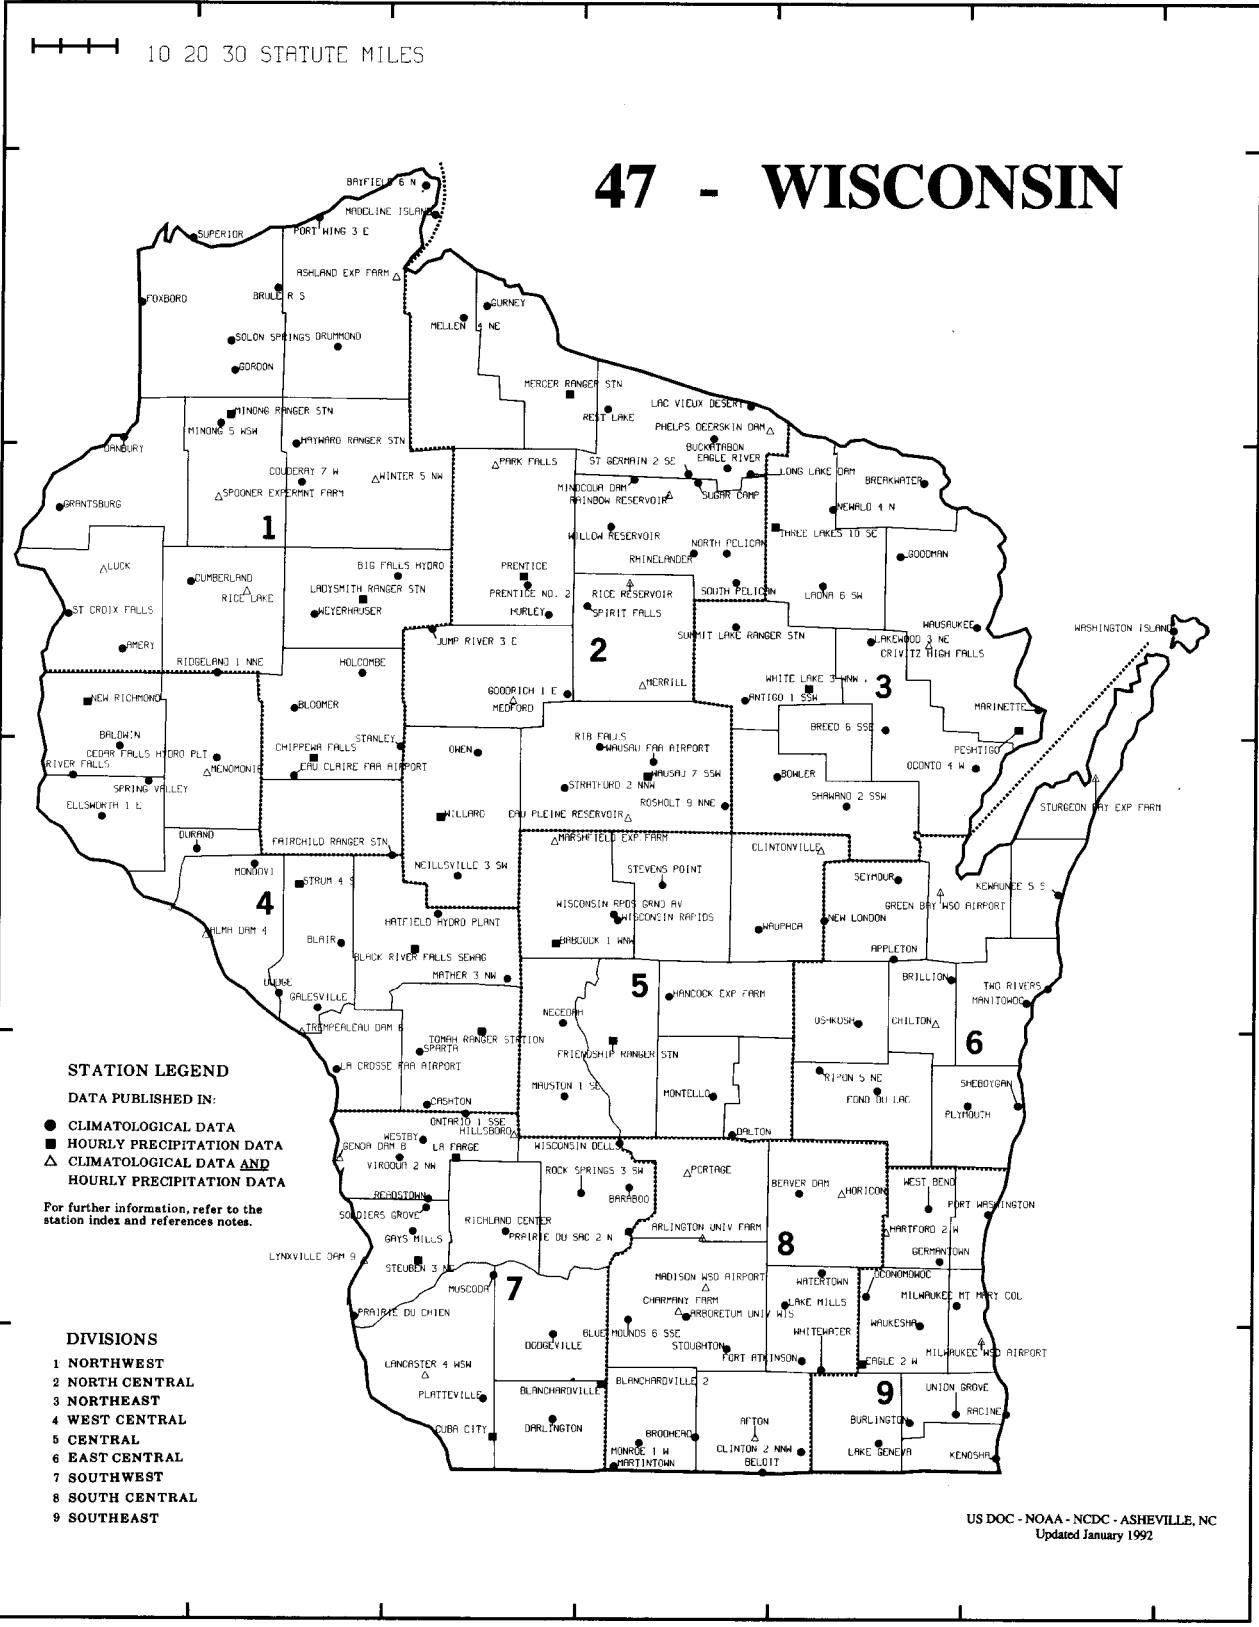 10 20 30 STATUTE MILES
47 - WISCONSIN
BAYFIELD 6 N
MADELINE ISLAND
PORT WING 3 E
SUPERIOR
ASHLAND EXP FARM
FOXBORO
BRULE R S
GURNEY
MELLEN 4 NE
SOLON SPRINGS
DRUMMOND
GORDON
MERCER RANGER STN
REST LAKE
LAC VIEUX DESERT
MINONG RANGER STN
MINONG 5 WSW
PHELPS DEERSKIN DAM
DANBURY
HAYWARD RANGER STN
BUCKATABON
EAGLE RIVER
ST GERMAIN 2 SE
PARK FALLS
COUDERAY 7 W
WINTER 5 NW
LONG LAKE DAM
BREAKWATER
MINOCQUA DAM
RAINBOW RESERVOIR
SUGAR CAMP
SPOONER EXPERMNT FARM
GRANTSBURG
NEWALD 4 N
1
WILLOW RESERVOIR
THREE LAKES 10 SE
NORTH PELICAN
RHINELANDER
GOODMAN
LUCK
BIG FALLS HYDRO
PRENTICE
CUMBERLAND
RICE LAKE
LADYSMITH RANGER STN
PRENTICE NO. 2
RICE RESERVOIR
SOUTH PELICAN
LAONA 6 SW
ST CROIX FALLS
WEYERHAUSER
HURLEY
SPIRIT FALLS
WAUSAUKEE
WASHINGTON ISLAND
SUMMIT LAKE RANGER STN
JUMP RIVER 3 E
LAKEWOOD 3 NE
CRIVITZ HIGH FALLS
AMERY
2
RIDGELAND 1 NNE
HOLCOMBE
WHITE LAKE 3 WNW
3
MERRILL
NEW RICHMOND
GOODRICH 1 E
MEDFORD
ANTIGO 1 SSW
BLOOMER
MARINETTE
BREED 6 SSE
BALDWIN
STANLEY
RIB FALLS
CEDAR FALLS HYDRO PLT
CHIPPEWA FALLS
OWEN
WAUSAU FAA AIRPORT
PESHTIGO
RIVER FALLS
MENOMONIE
EAU CLAIRE FAA AIRPORT
WAUSAU 7 SSW
BOWLER
OCONTO 4 W
SPRING VALLEY
STRATFORD 2 NNW
SHAWANO 2 SSW
ELLSWORTH 1 E
ROSHOLT 9 NNE
STURGEON BAY EXP FARM
WILLARD
EAU PLEINE RESERVOIR
DURAND
FAIRCHILD RANGER STN
MARSHFIELD EXP FARM
CLINTONVILLE
MONDOVI
NEILLSVILLE 3 SW
STEVENS POINT
STRUM 4 S
SEYMOUR
KEWAUNEE S S
4
WISCONSIN RPDS GRND AV
GREEN BAY WSO AIRPORT
WISCONSIN RAPIDS
NEW LONDON
HATFIELD HYDRO PLANT
WAUPACA
ALMA DAM 4
BLAIR
BABCOCK 1 WNW
APPLETON
BLACK RIVER FALLS SEWAG
MATHER 3 NW
BRILLION
DODGE
5
TWO RIVERS
GALESVILLE
HANCOCK EXP FARM
MANITOWOC
NECEDAH
OSHKOSH
CHILTON
TREMPEALEAU DAM 6
TOMAH RANGER STATION
6
SPARTA
FRIENDSHIP RANGER STN
LA CROSSE FAA AIRPORT
RIPON 5 NE
SHEBOYGAN
MAUSTON 1 SE
MONTELLO
FOND DU LAC
CASHTON
PLYMOUTH
ONTARIO 1 SSE
HILLSBORO
DALTON
WESTBY
GENOA DAM 8
LA FARGE
WISCONSIN DELLS
VIROQUA 2 NW
ROCK SPRINGS 3 SW
PORTAGE
READSTOWN
BARABOO
BEAVER DAM
HORICON
WEST BEND
PORT WASHINGTON
SOLDIERS GROVE
RICHLAND CENTER
ARLINGTON UNIV FARM
HARTFORD 2 W
GAYS MILLS
PRAIRIE DU SAC 2 N
8
GERMANTOWN
LYNXVILLE DAM 9
STEUBEN 3 NE
MADISON WSO AIRPORT
WATERTOWN
OCONOMOWOC
MUSCODA
7
CHARMANY FARM
LAKE MILLS
MILWAUKEE MT MARY COL
PRAIRIE DU CHIEN
ARBORETUM UNIV WIS
WAUKESHA
BLUE MOUNDS 6 SSE
WHITEWATER
DODGEVILLE
STOUGHTON
FORT ATKINSON
MILWAUKEE WSO AIRPORT
LANCASTER 4 WSW
EAGLE 2 W
PLATTEVILLE
BLANCHARDVILLE
BLANCHARDVILLE 2
9
UNION GROVE
RACINE
CUBA CITY
DARLINGTON
BRODHEAD
AFTON
BURLINGTON
MONROE 1 W
CLINTON 2 NNW
LAKE GENEVA
KENOSHA
MARTINTOWN
BELOIT
STATION LEGEND
DATA PUBLISHED IN:
CLIMATOLOGICAL DATA
HOURLY PRECIPITATION DATA
CLIMATOLOGICAL DATA AND
HOURLY PRECIPITATION DATA
For further information, refer to the
station index and references notes.
DIVISIONS
1 NORTHWEST
2 NORTH CENTRAL
3 NORTHEAST
4 WEST CENTRAL
5 CENTRAL
6 EAST CENTRAL
7 SOUTHWEST
8 SOUTH CENTRAL
9 SOUTHEAST
US DOC - NOAA - NCDC - ASHEVILLE, NC
Updated January 1992